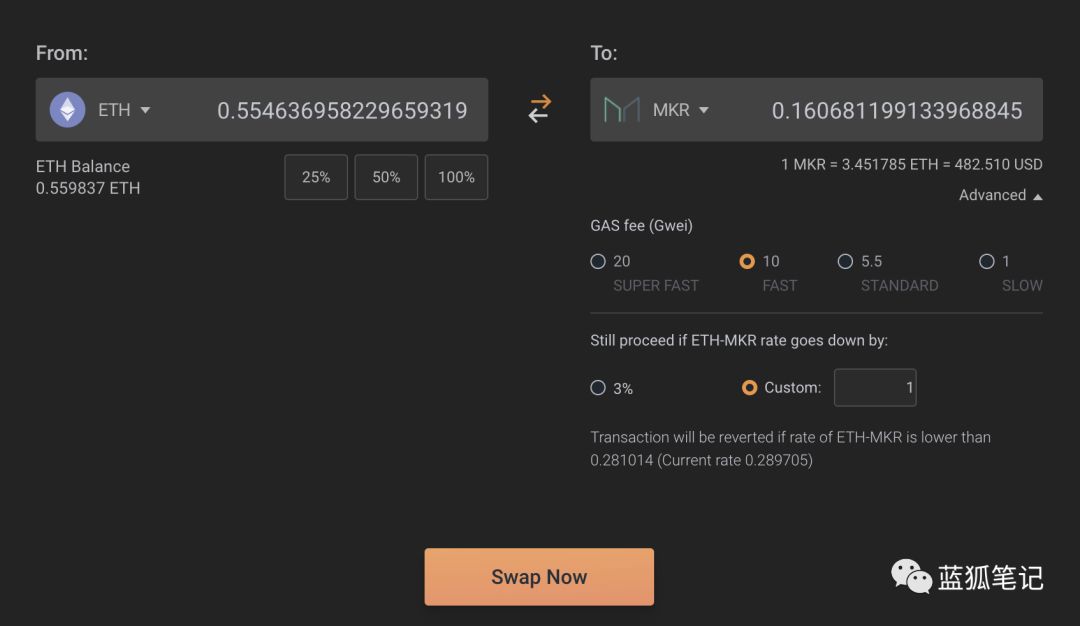 From:
ETH 0.554636958229659319
ETH Balance
0.559837 ETH
25% 50% 100%
To:
MKR 0.160681199133968845
1 MKR = 3.451785 ETH = 482.510 USD
Advanced
GAS fee (Gwei)
20 10 5.5 1
SUPER FAST FAST STANDARD SLOW
Still proceed if ETH-MKR rate goes down by:
3% Custom: 1
Transaction will be reverted if rate of ETH-MKR is lower than
0.281014 (Current rate 0.289705)
Swap Now
蓝狐笔记